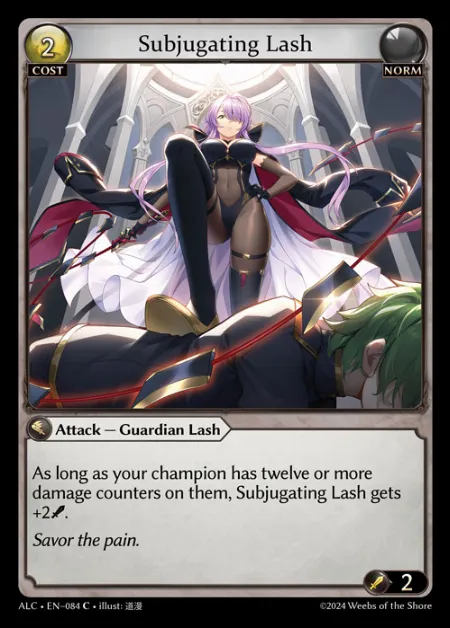 2 Subjugating Lash
COST NORM
Attack — Guardian Lash
As long as your champion has twelve or more
damage counters on them, Subjugating Lash gets
+2.
Savor the pain.
2
ALC • EN–084 C • illust: 道漫 ©2024 Weebs of the Shore